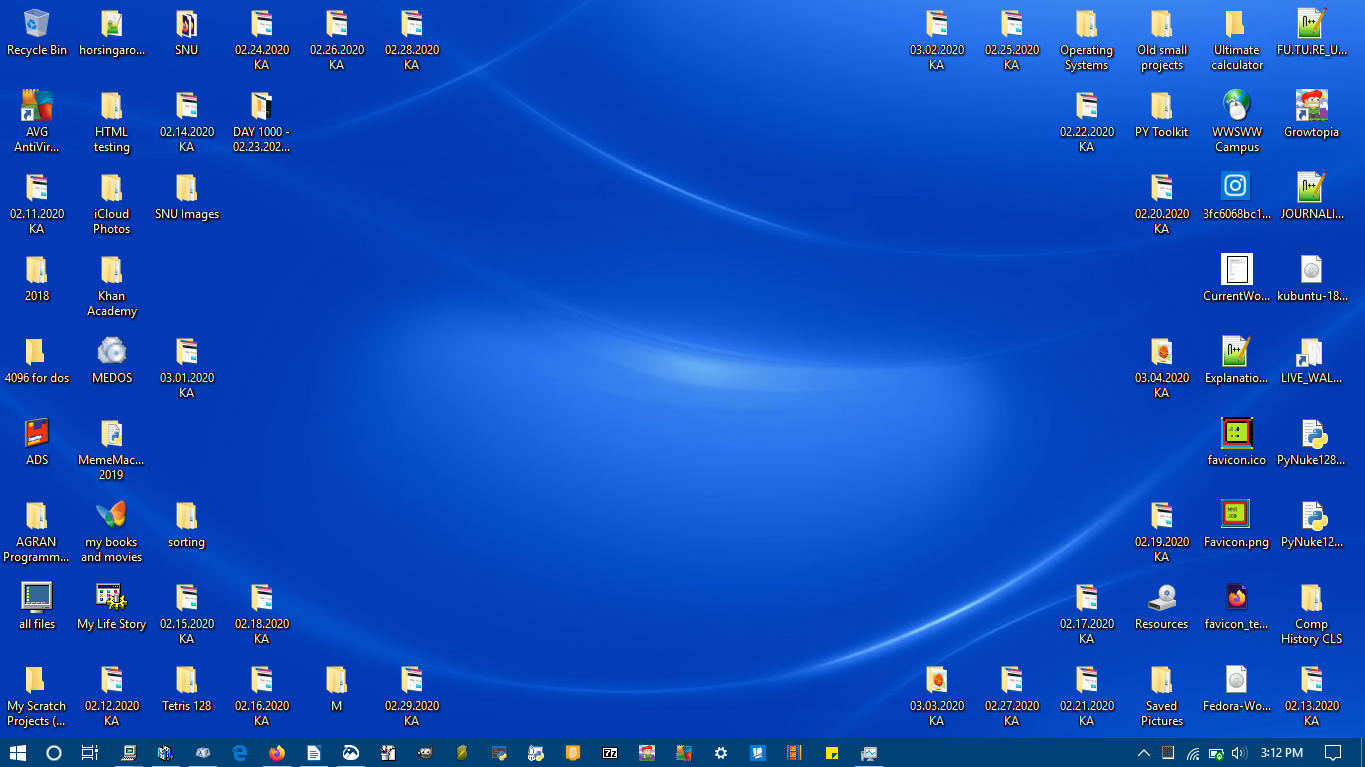 Recycle Bin
horsingaro...
SNU
02.24.2020
KA
02.26.2020
KA
02.28.2020
KA
03.02.2020
KA
02.25.2020
KA
Operating
Systems
Old small
projects
Ultimate
calculator
FU.TU.RE_U...
AVG
AntiVir...
HTML
testing
02.14.2020
KA
DAY 1000 -
02.23.202...
02.22.2020
KA
PY Toolkit
WWSWW
Campus
Growtopia
02.11.2020
KA
iCloud
Photos
SNU Images
02.20.2020
KA
3fc6068bc1...
JOURNALI...
2018
Khan
Academy
CurrentWo...
kubuntu-18...
4096 for dos
MEDOS
03.01.2020
KA
03.04.2020
KA
Explanatio...
LIVE_WAL...
ADS
MemeMac...
2019
favicon.ico
PyNuke128...
AGRAN
Programm...
my books
and movies
sorting
02.19.2020
KA
Favicon.png
PyNuke12...
all files
My Life Story
02.15.2020
KA
02.18.2020
KA
02.17.2020
KA
Resources
favicon_te...
Comp
History CLS
My Scratch
Projects (...
02.12.2020
KA
Tetris 128
02.16.2020
KA
M
02.29.2020
KA
03.03.2020
KA
02.27.2020
KA
02.21.2020
KA
Saved
Pictures
Fedora-Wo...
02.13.2020
KA
3:12 PM